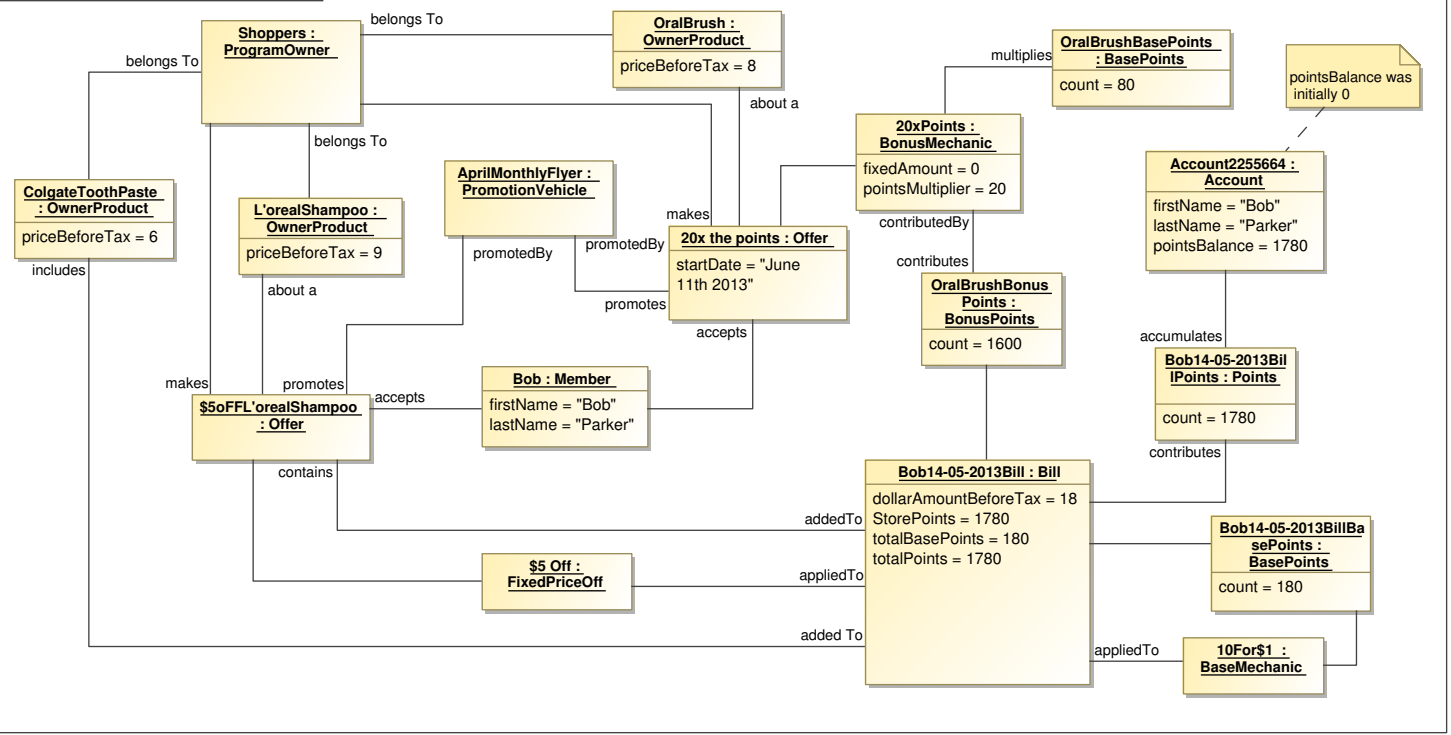 belongs To
Shoppers :
ProgramOwner
OralBrush :
OwnerProduct
priceBeforeTax = 8
about a
belongs To
belongs To
multiplies
OralBrushBasePoints
: BasePoints
count = 80
pointsBalance was
initially 0
20xPoints :
BonusMechanic
fixedAmount = 0
pointsMultiplier = 20
contributedBy
contributes
Account2255664 :
Account
firstName = "Bob"
lastName = "Parker"
pointsBalance = 1780
ColgateToothPaste
: OwnerProduct
priceBeforeTax = 6
includes
L'orealShampoo :
OwnerProduct
priceBeforeTax = 9
about a
AprilMonthlyFlyer :
PromotionVehicle
promotedBy
promotedBy
makes
20x the points : Offer
startDate = "June
11th 2013"
promotes
accepts
OralBrushBonus
Points :
BonusPoints
count = 1600
accumulates
Bob14-05-2013Bil
lPoints : Points
count = 1780
contributes
makes
promotes
accepts
$5oFFL'orealShampoo
: Offer
contains
Bob : Member
firstName = "Bob"
lastName = "Parker"
Bob14-05-2013Bill : Bill
dollarAmountBeforeTax = 18
StorePoints = 1780
totalBasePoints = 180
totalPoints = 1780
addedTo
$5 Off :
FixedPriceOff
appliedTo
added To
Bob14-05-2013BillBa
sePoints :
BasePoints
count = 180
appliedTo
10For$1 :
BaseMechanic